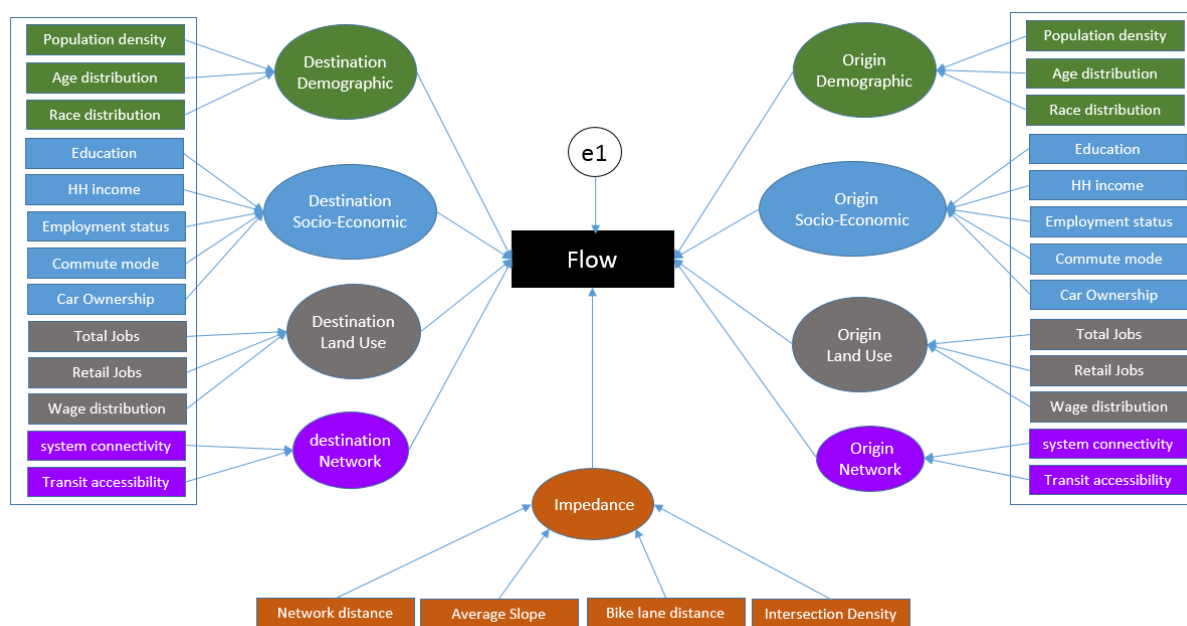 Population density
Age distribution
Race distribution
Education
HH income
Employment status
Commute mode
Car Ownership
Total Jobs
Retail Jobs
Wage distribution
system connectivity
Transit accessibility
Destination
Demographic
Destination
Socio-Economic
Destination
Land Use
destination
Network
e1
Flow
Impedance
Network distance
Average Slope
Bike lane distance
Intersection Density
Origin
Demographic
Origin
Socio-Economic
Origin
Land Use
Origin
Network
Population density
Age distribution
Race distribution
Education
HH income
Employment status
Commute mode
Car Ownership
Total Jobs
Retail Jobs
Wage distribution
system connectivity
Transit accessibility